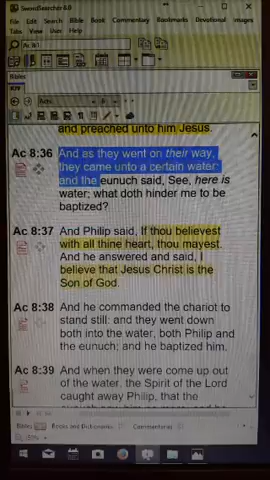 SwordSearcher 8.0
File Edit Search Book Commentary Bookmarks Devotional Images
Tabs View User Help
Ac 8:1
Bibles
KJV
Acts
and preached unto him Jesus.
Ac 8:36 And as they went on their way,
they came unto a certain water:
and the eunuch said, See, here is
water; what doth hinder me to be
baptized?
Ac 8:37 And Philip said, If thou believest
with all thine heart, thou mayest.
And he answered and said, I
believe that Jesus Christ is the
Son of God.
Ac 8:38 And he commanded the chariot to
stand still: and they went down
both into the water, both Philip and
the eunuch; and he baptized him.
Ac 8:39 And when they were come up out
of the water, the Spirit of the Lord
caught away Philip, that the
Bibles Books and Dictionaries Commentaries